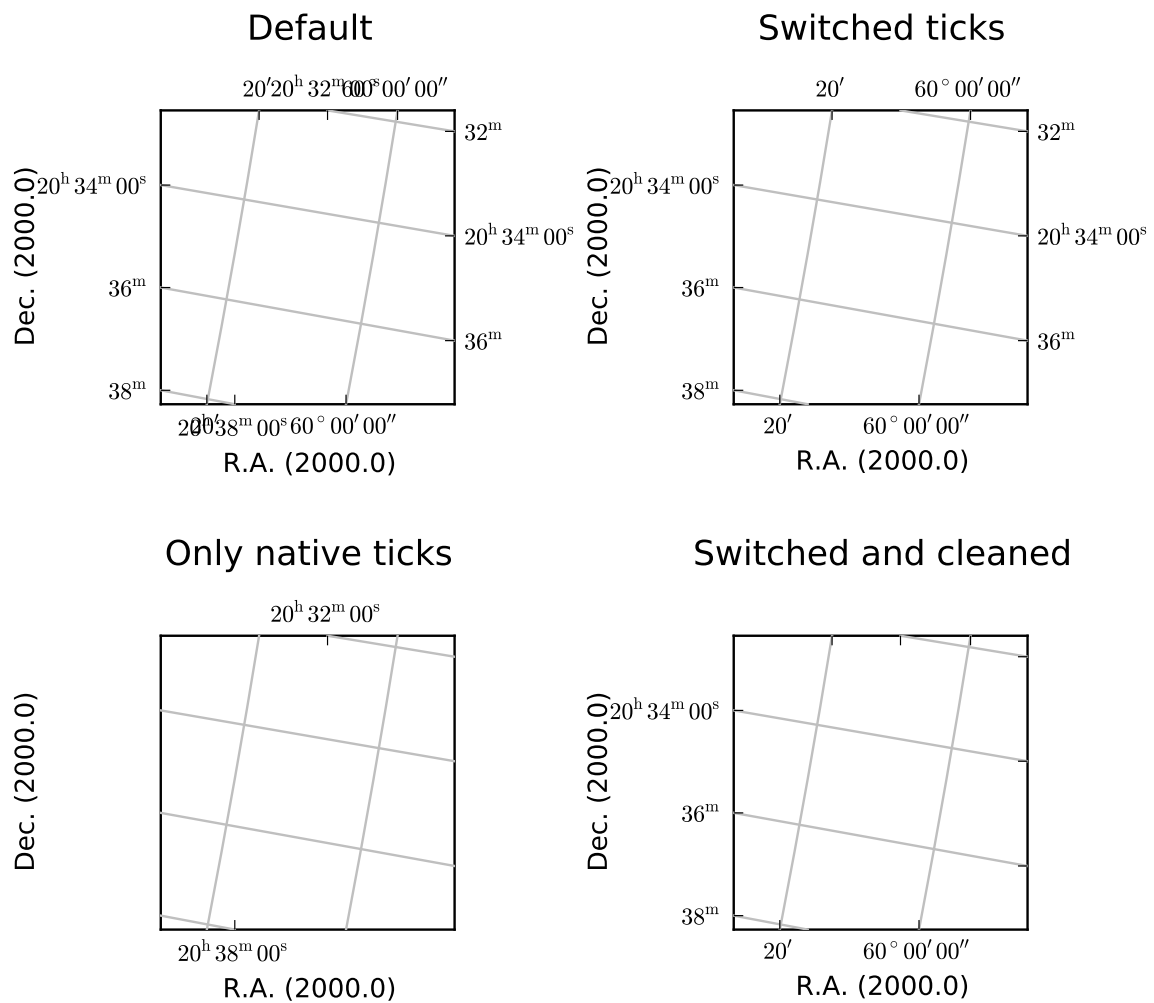 Default
Switched ticks
20′ 20ʰ 32ᵐ 00ˢ 60° 00′ 00″
20′ 60° 00′ 00″
32ᵐ
32ᵐ
20ʰ 34ᵐ 00ˢ
20ʰ 34ᵐ 00ˢ
20ʰ 34ᵐ 00ˢ
20ʰ 34ᵐ 00ˢ
36ᵐ
36ᵐ
36ᵐ
36ᵐ
38ᵐ
38ᵐ
Dec. (2000.0)
Dec. (2000.0)
20ʰ 38ᵐ 00ˢ 20′ 60° 00′ 00″
20′ 60° 00′ 00″
R.A. (2000.0)
R.A. (2000.0)
Only native ticks
Switched and cleaned
20ʰ 32ᵐ 00ˢ
20ʰ 34ᵐ 00ˢ
36ᵐ
38ᵐ
Dec. (2000.0)
Dec. (2000.0)
20ʰ 38ᵐ 00ˢ
20′ 60° 00′ 00″
R.A. (2000.0)
R.A. (2000.0)